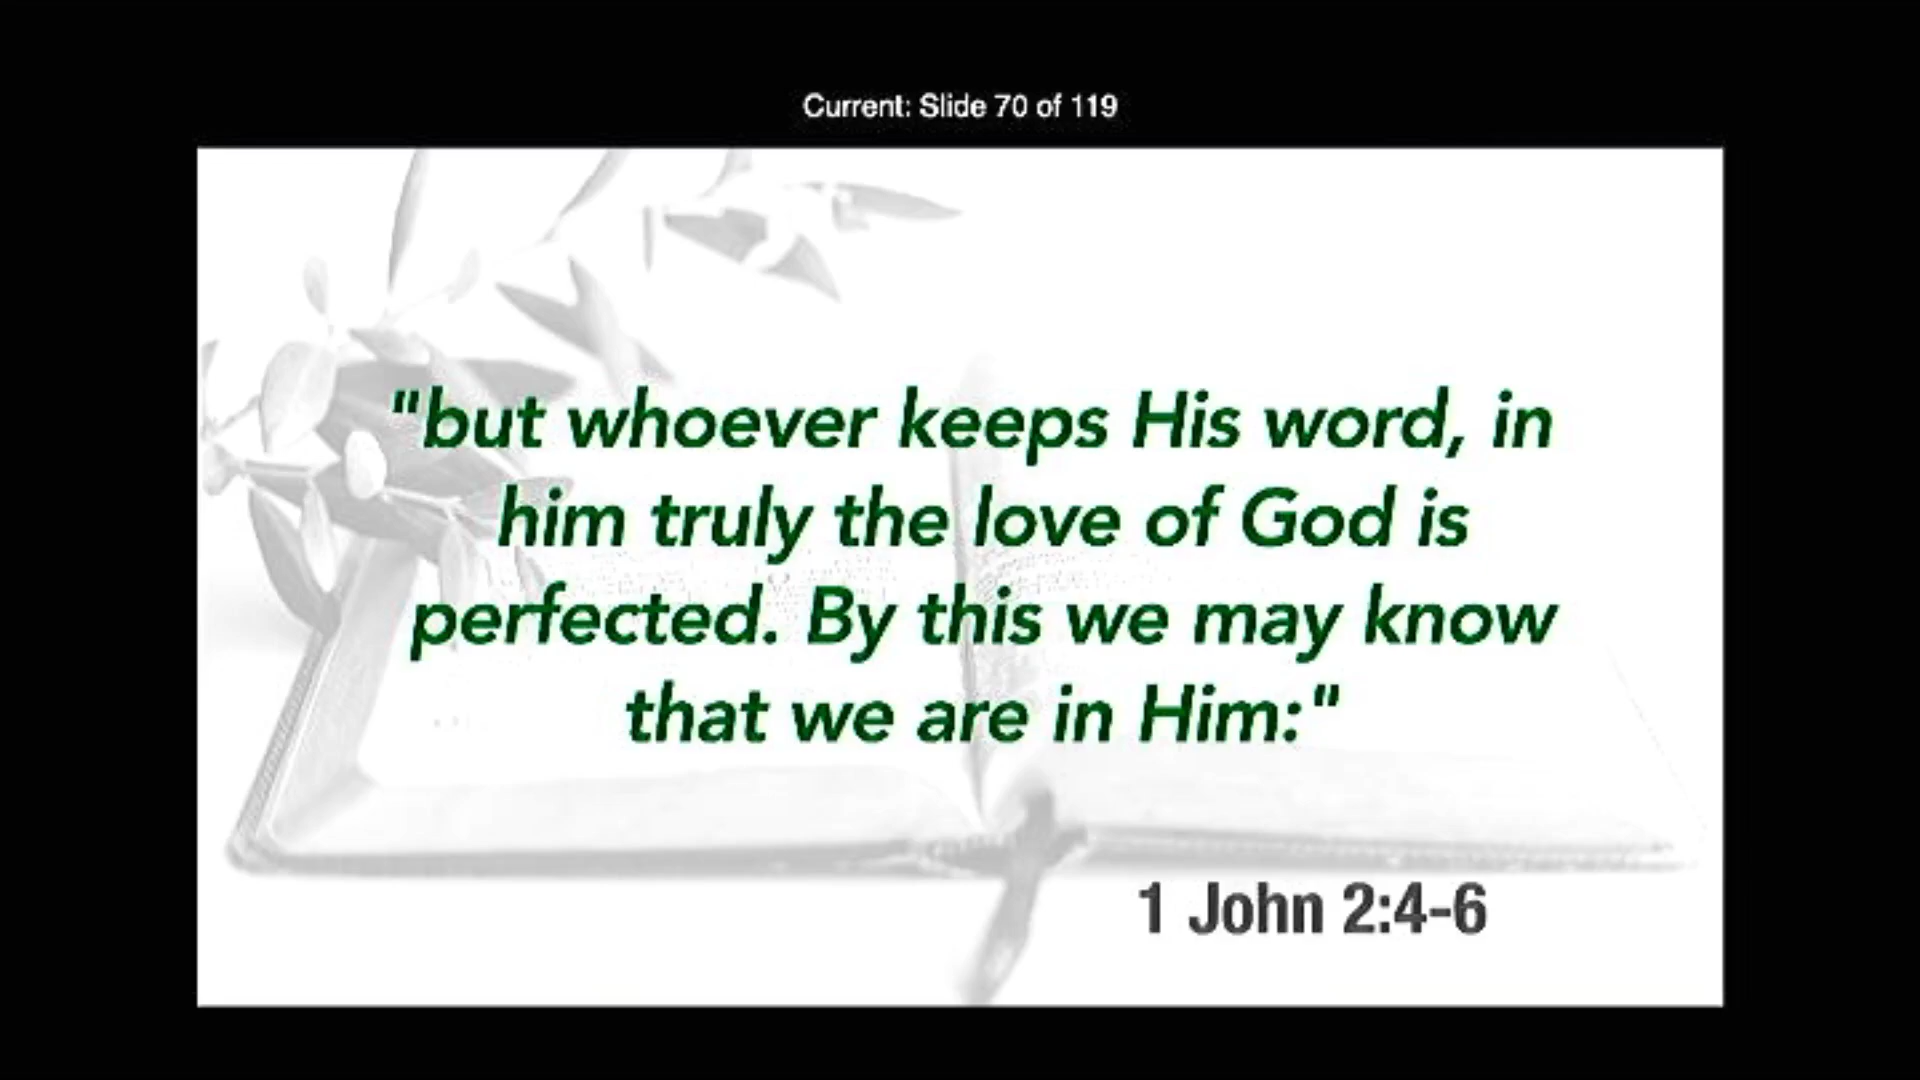 Current: Slide 70 of 119
"but whoever keeps His word, in
him truly the love of God is
perfected. By this we may know
that we are in Him:"
1 John 2:4-6